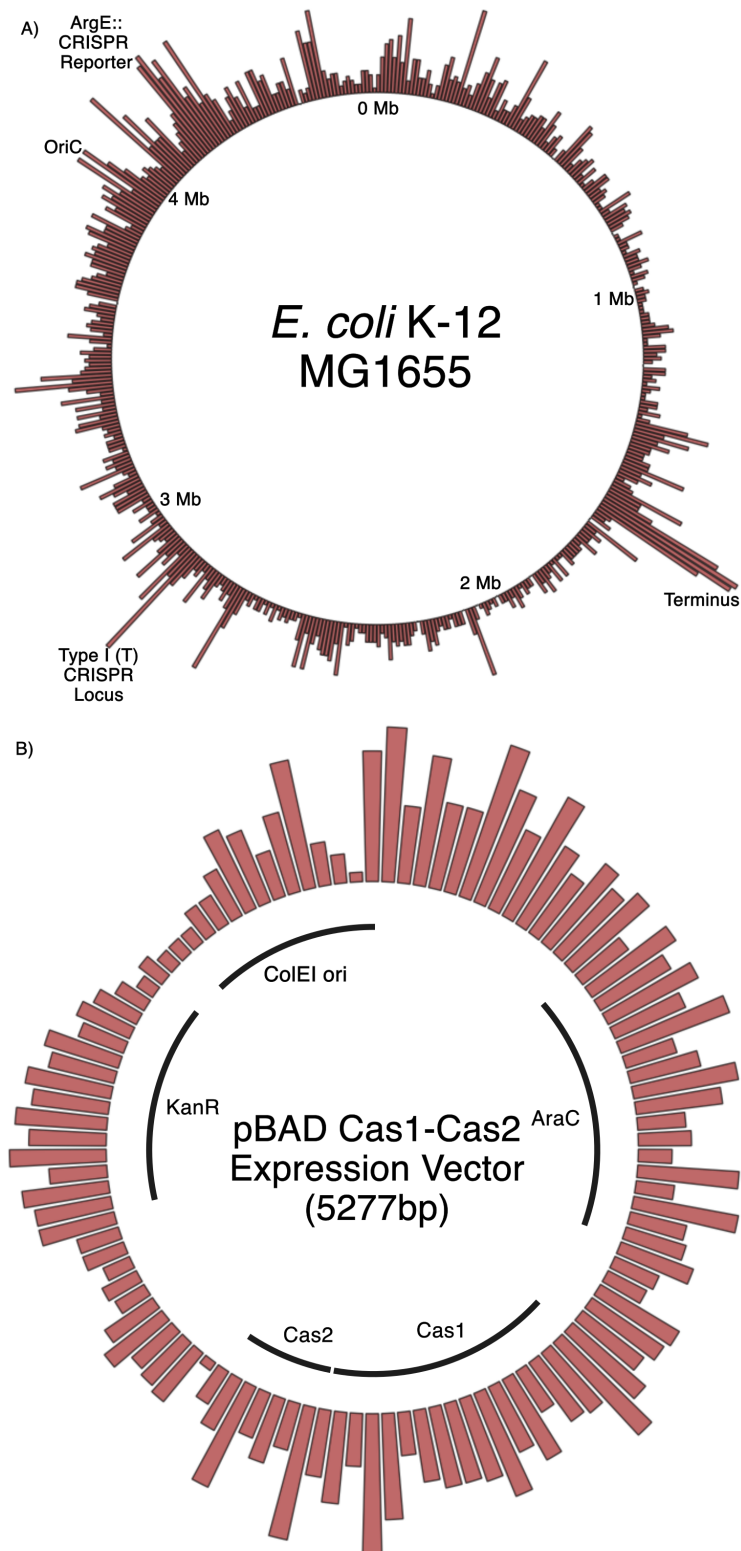 A)
ArgE::
CRISPR
Reporter
0 Mb
OriC
4 Mb
1 Mb
E. coli K-12
MG1655
3 Mb
2 Mb
Terminus
Type I (T)
CRISPR
Locus
B)
ColEI ori
KanR
AraC
pBAD Cas1-Cas2
Expression Vector
(5277bp)
Cas2
Cas1